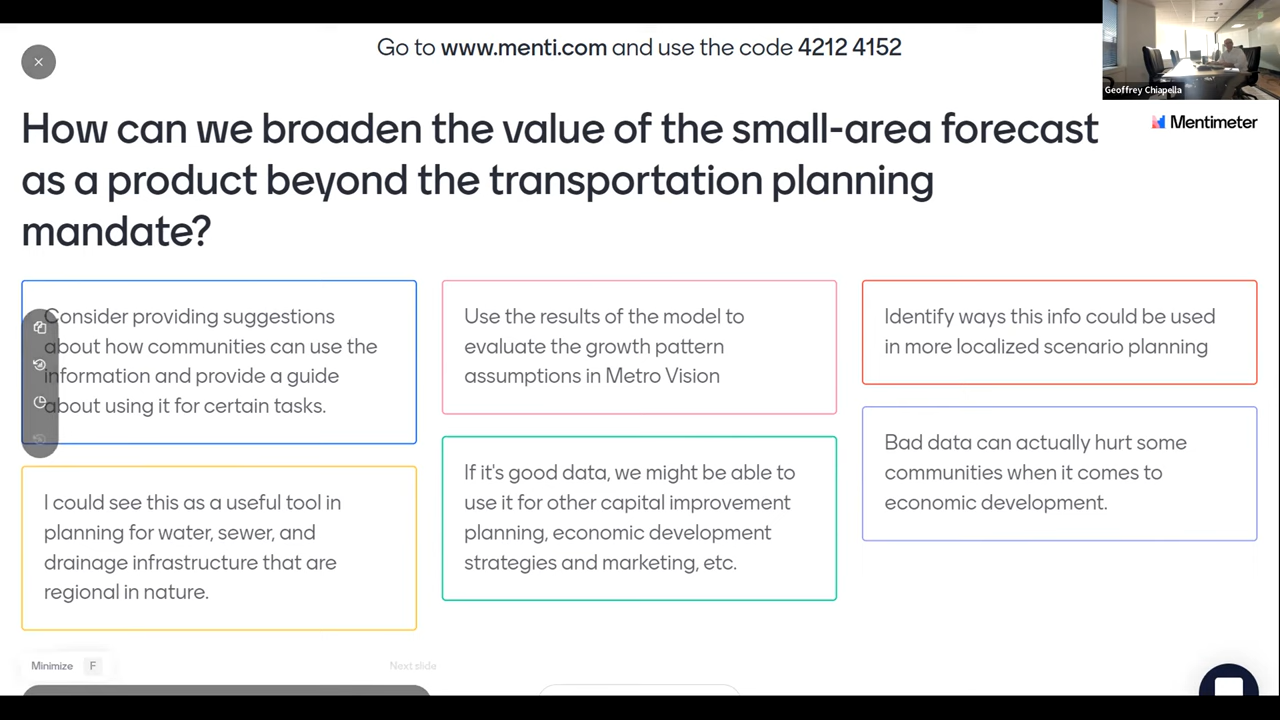 Go to www.menti.com and use the code 4212 4152
Geoffrey Chiapella
Mentimeter
How can we broaden the value of the small-area forecast
as a product beyond the transportation planning
mandate?
Consider providing suggestions
about how communities can use the
information and provide a guide
about using it for certain tasks.
I could see this as a useful tool in
planning for water, sewer, and
drainage infrastructure that are
regional in nature.
Use the results of the model to
evaluate the growth pattern
assumptions in Metro Vision
If it's good data, we might be able to
use it for other capital improvement
planning, economic development
strategies and marketing, etc.
Identify ways this info could be used
in more localized scenario planning
Bad data can actually hurt some
communities when it comes to
economic development.
Minimize F
Next slide